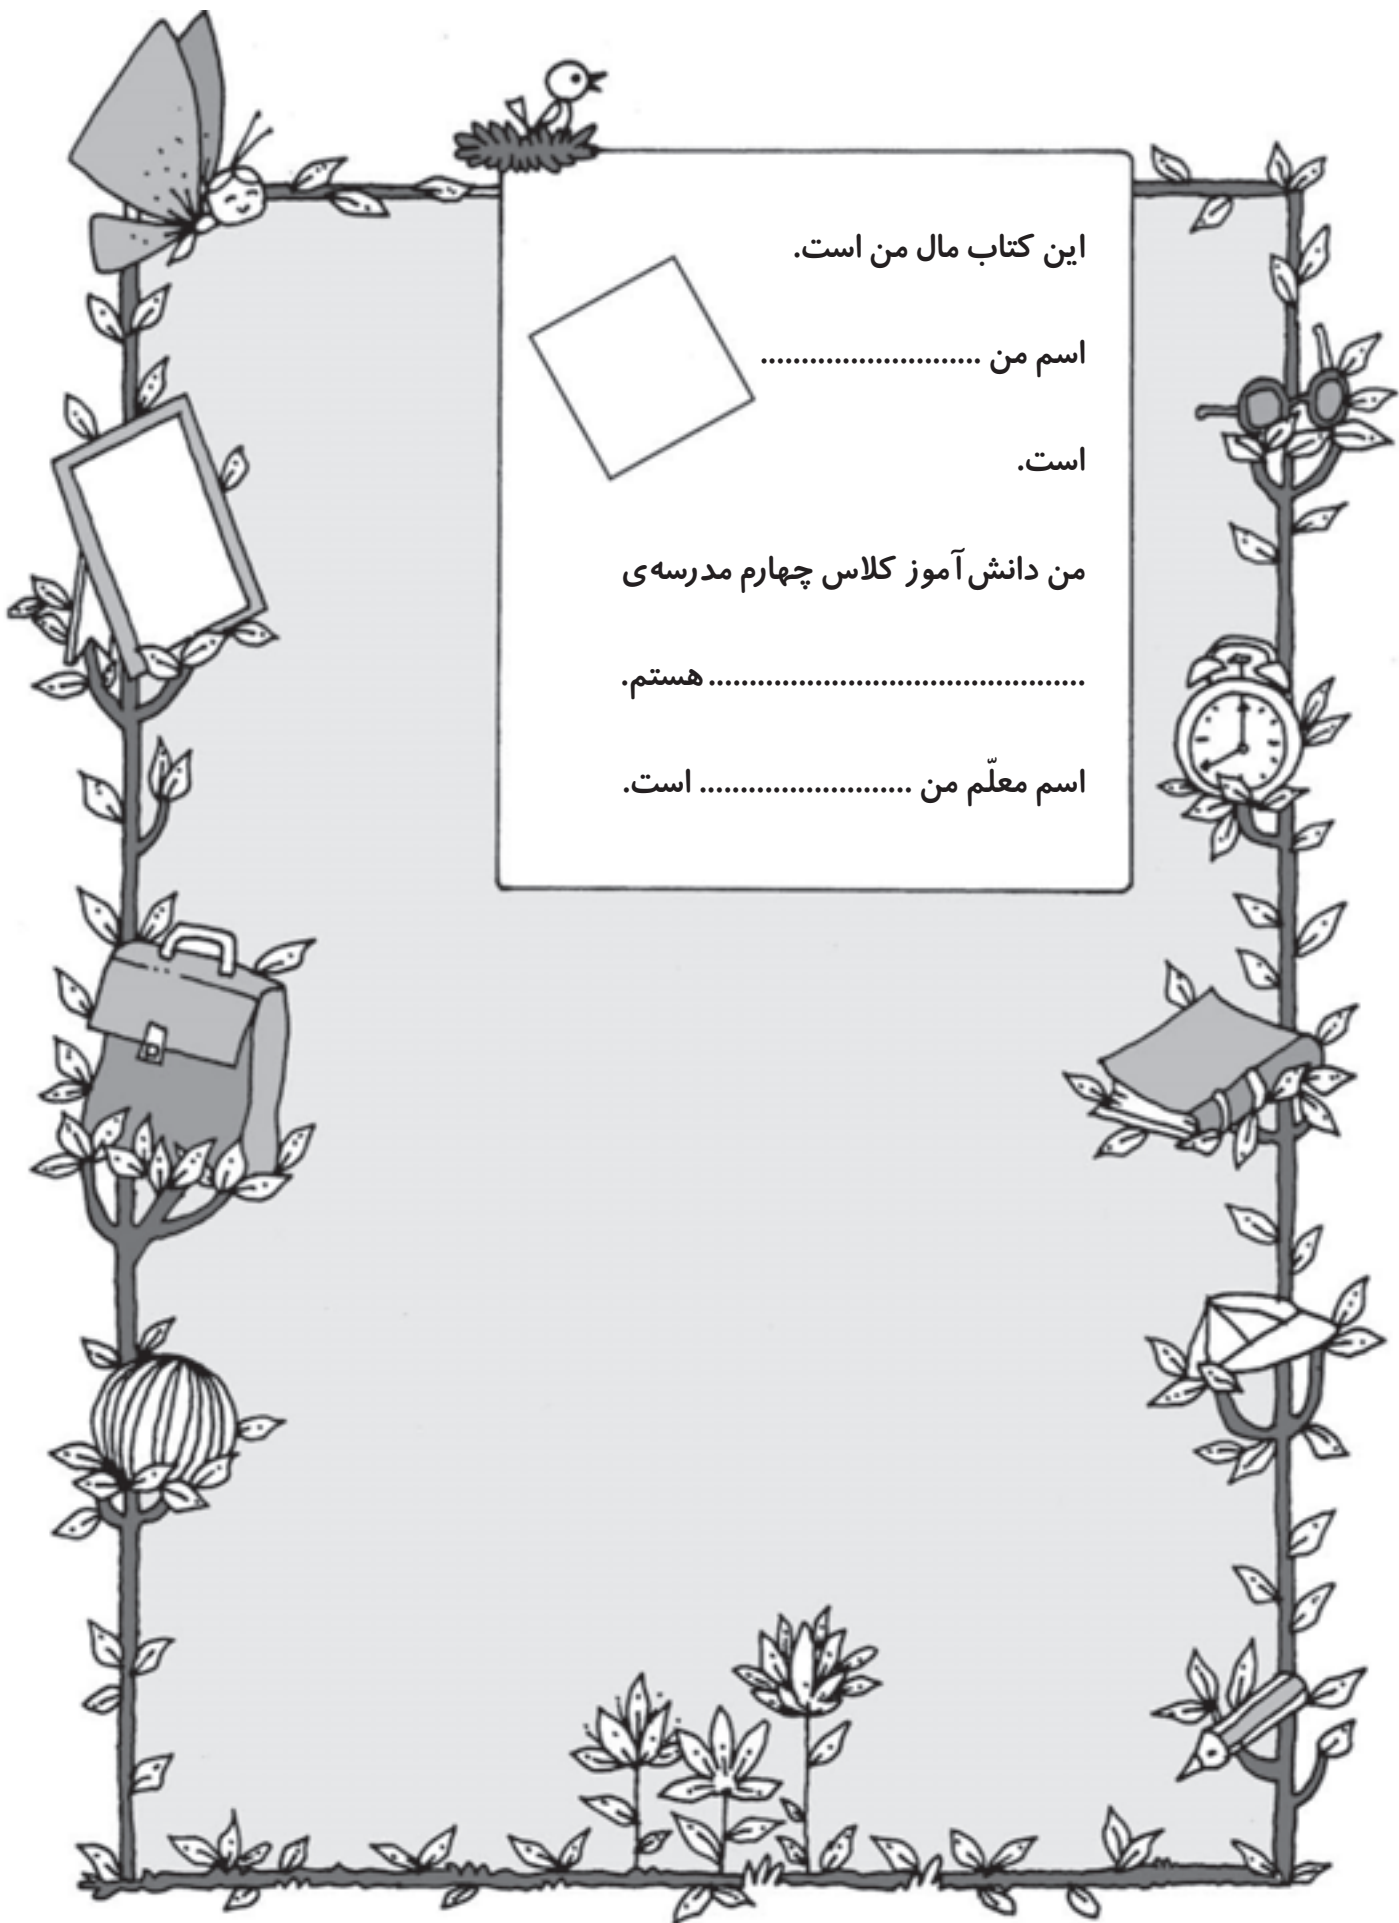 این کتاب مال من است.
اسم من ...........................
است.
من دانش‌آموز کلاس چهارم مدرسه‌ی
............................................... هستم.
اسم معلّم من .......................... است.